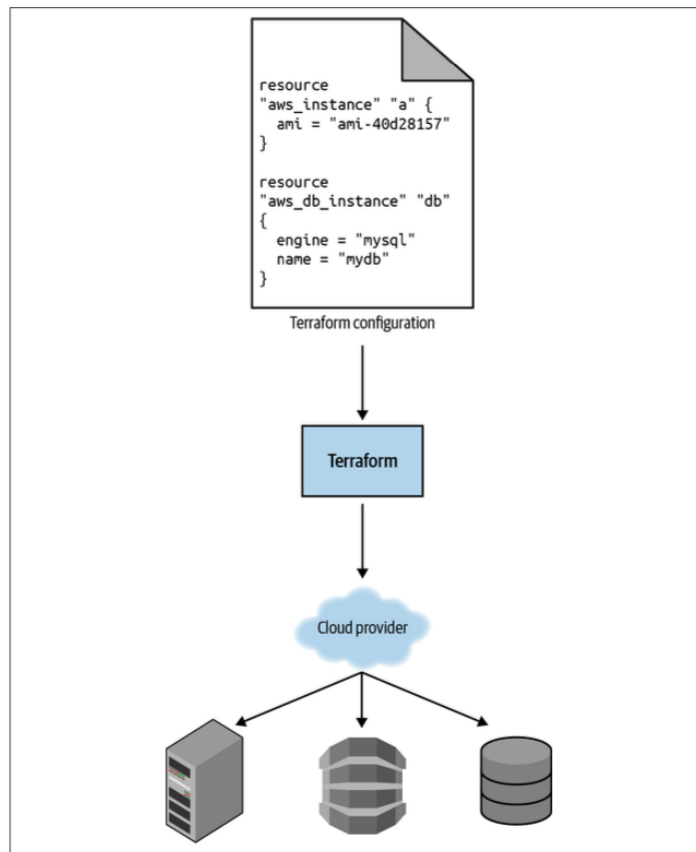 resource
"aws_instance" "a" {
  ami = "ami-40d28157"
}
resource
"aws_db_instance" "db"
{
  engine = "mysql"
  name = "mydb"
}
Terraform configuration
Terraform
Cloud provider